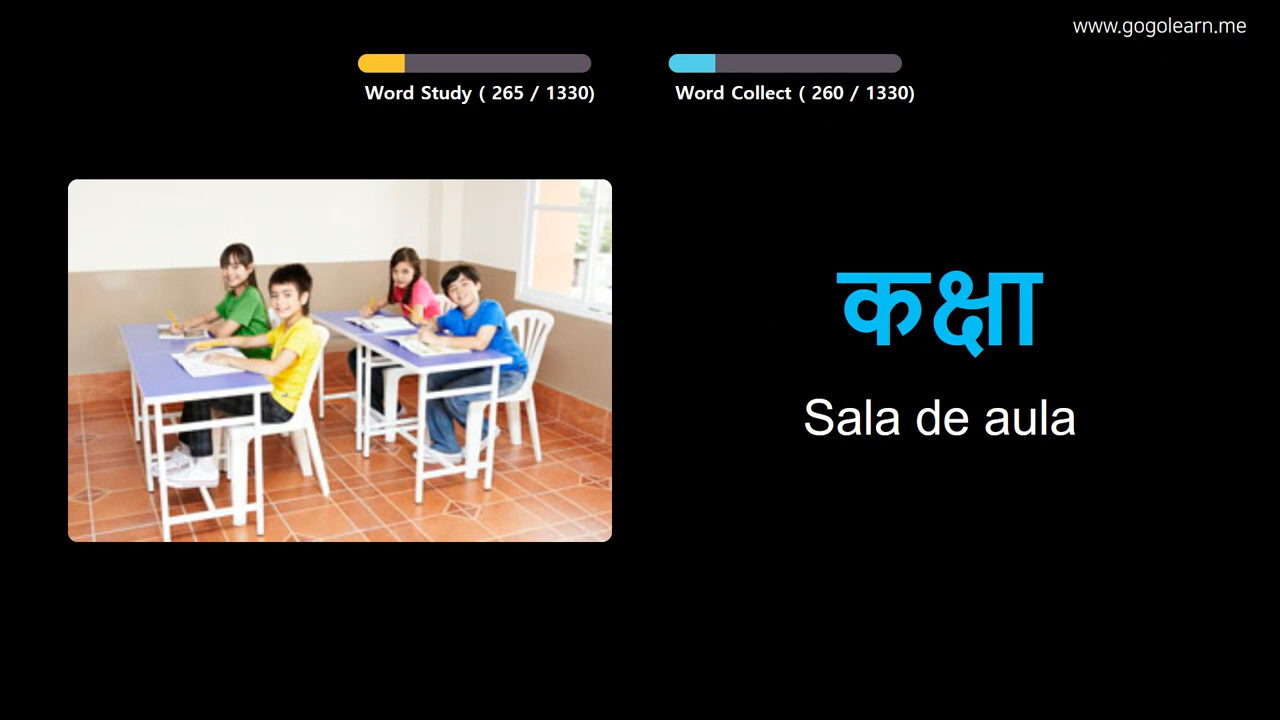 www.gogolearn.me
Word Study ( 265 / 1330)
Word Collect ( 260 / 1330)
कक्षा
Sala de aula